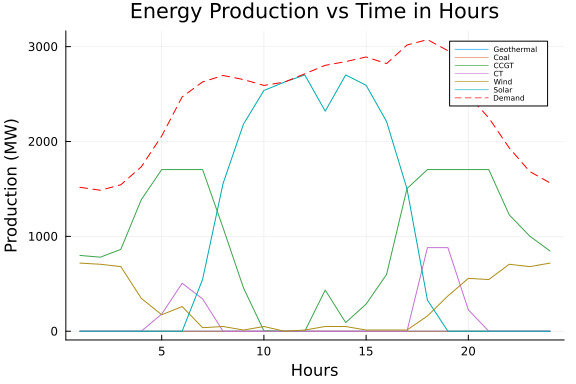 Energy Production vs Time in Hours
Production (MW)
3000
2000
1000
0
Geothermal
Coal
CCGT
CT
Wind
Solar
Demand
5 10 15 20
Hours